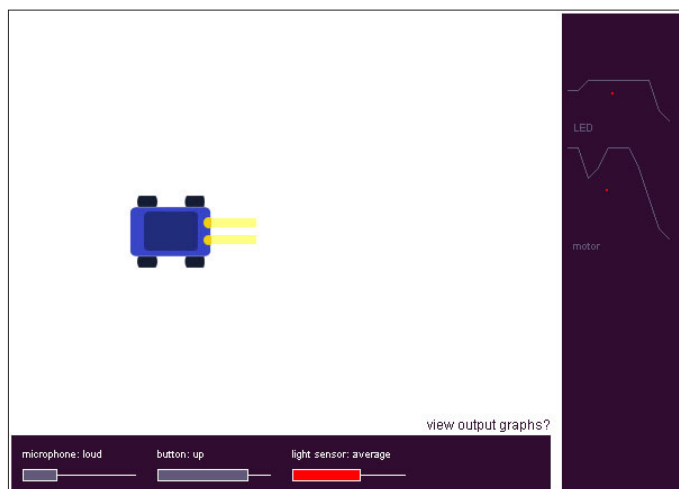 LED
motor
view output graphs?
microphone: loud
button: up
light sensor: average